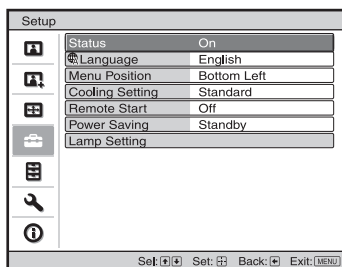 Setup
Status On
Language English
Menu Position Bottom Left
Cooling Setting Standard
Remote Start Off
Power Saving Standby
Lamp Setting
Sel: Set: Back: Exit: MENU